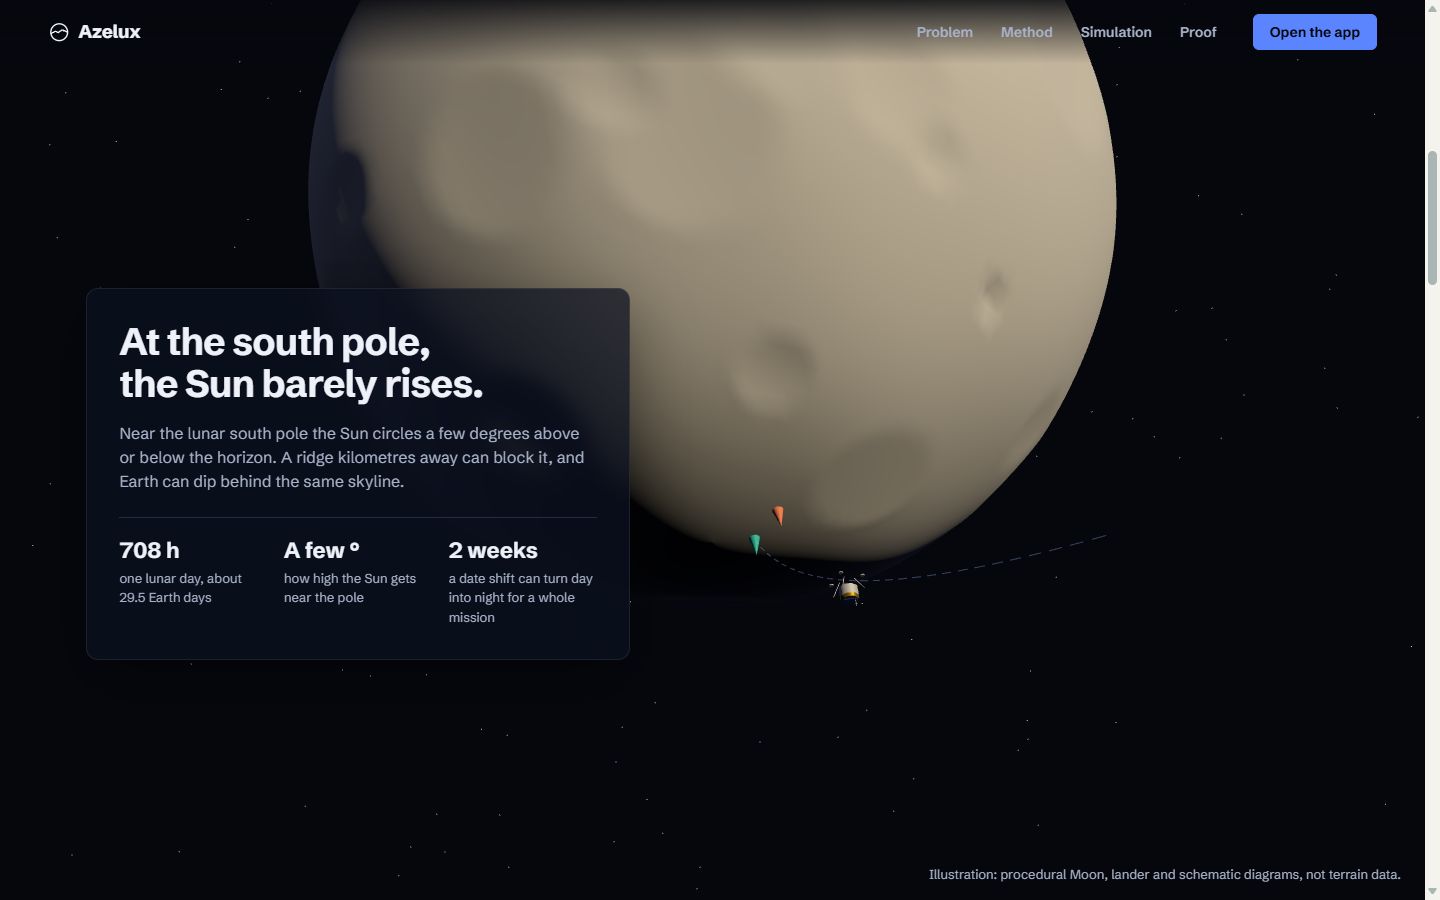 Azelux
Problem
Method
Simulation
Proof
Open the app
At the south pole,
the Sun barely rises.
Near the lunar south pole the Sun circles a few degrees above
or below the horizon. A ridge kilometres away can block it, and
Earth can dip behind the same skyline.
708 h
one lunar day, about
29.5 Earth days
A few °
how high the Sun gets
near the pole
2 weeks
a date shift can turn day
into night for a whole
mission
Illustration: procedural Moon, lander and schematic diagrams, not terrain data.